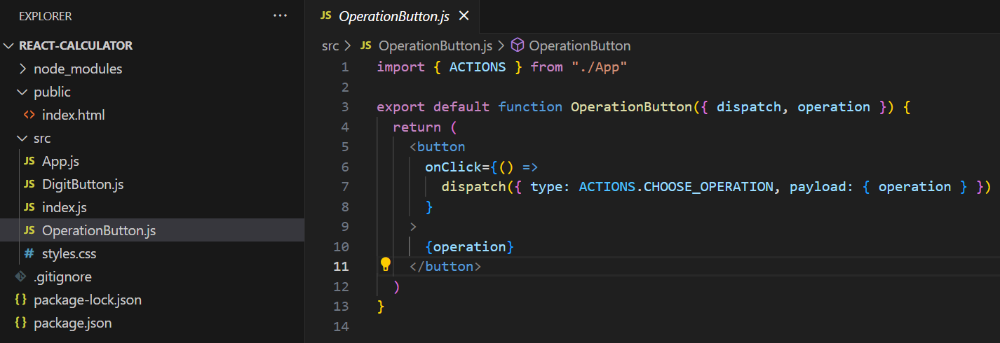 EXPLORER ...
REACT-CALCULATOR
node_modules
public
<> index.html
src
JS App.js
JS DigitButton.js
JS index.js
JS OperationButton.js
# styles.css
.gitignore
{} package-lock.json
{} package.json
JS OperationButton.js ×
src > JS OperationButton.js > OperationButton
1 import { ACTIONS } from "./App"
2
3 export default function OperationButton({ dispatch, operation }) {
4   return (
5     <button
6       onClick={() =>
7         dispatch({ type: ACTIONS.CHOOSE_OPERATION, payload: { operation } })
8       }
9     >
10       {operation}
11     </button>
12   )
13 }
14